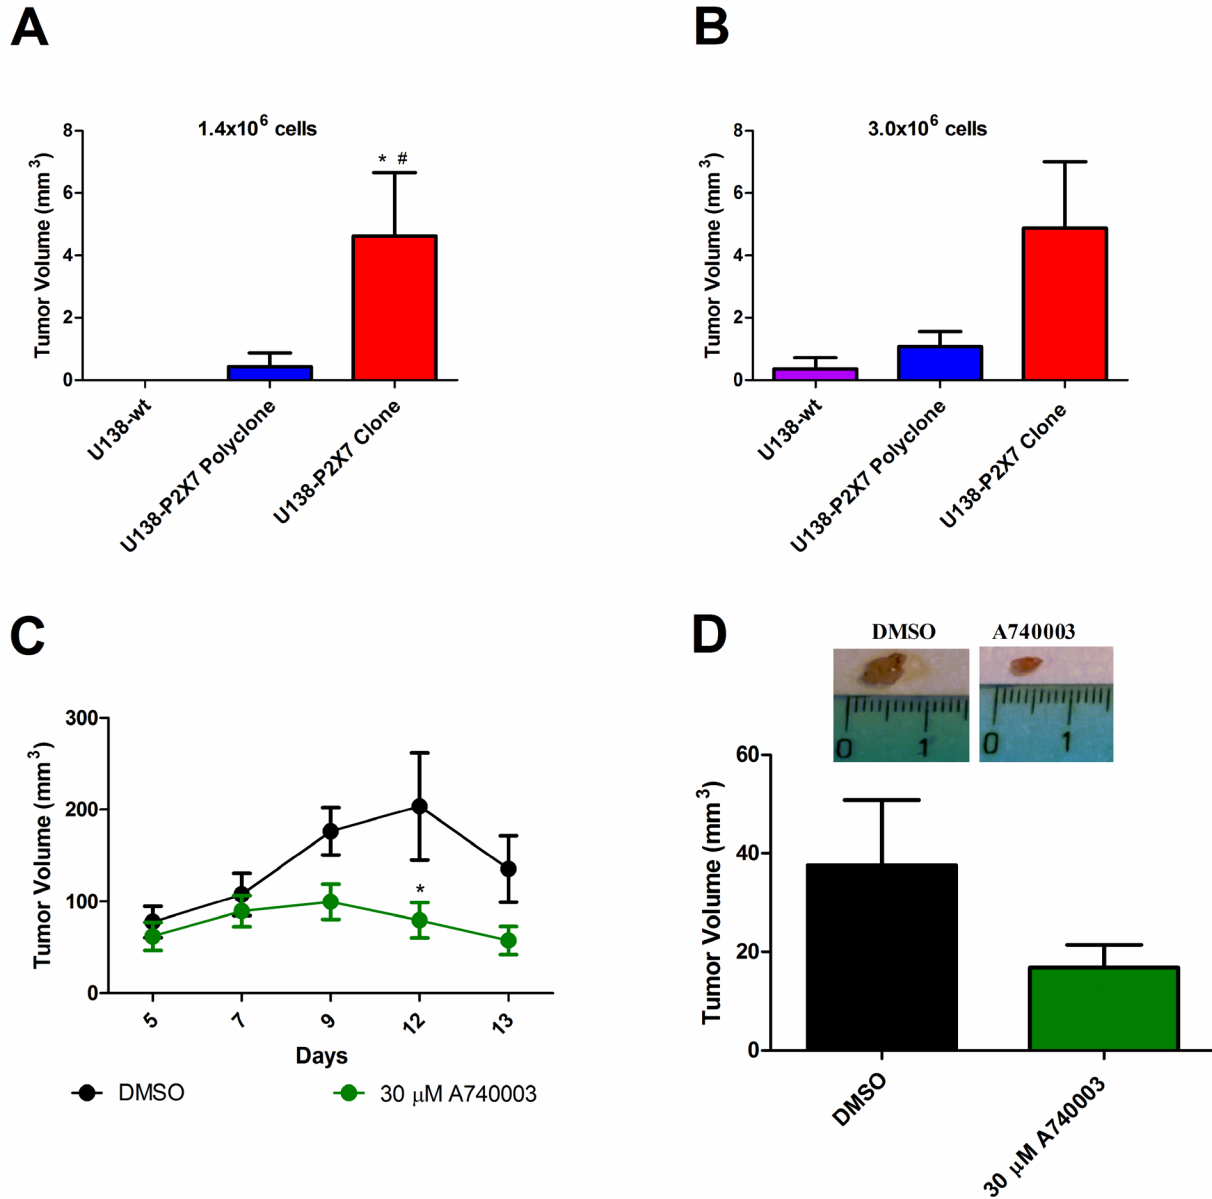 A
1.4x10^6 cells
Tumor Volume (mm^3)
8
6
4
2
0
* #
U138-wt
U138-P2X7 Polyclone
U138-P2X7 Clone
B
3.0x10^6 cells
Tumor Volume (mm^3)
8
6
4
2
0
U138-wt
U138-P2X7 Polyclone
U138-P2X7 Clone
C
Tumor Volume (mm^3)
300
200
100
0
*
5 7 9 12 13
Days
DMSO
30 μM A740003
D
DMSO A740003
0 1 0 1
Tumor Volume (mm^3)
60
40
20
0
DMSO
30 μM A740003